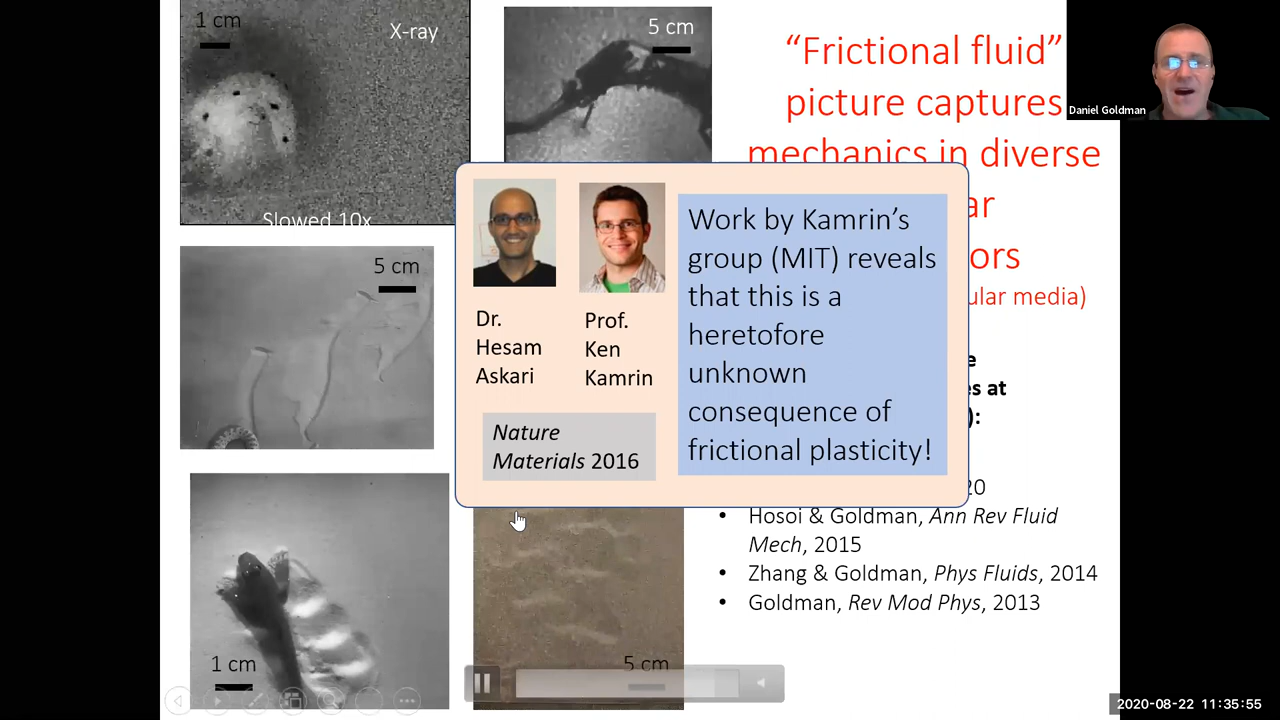 1 cm
X-ray
Slowed 10x
5 cm
“Frictional fluid”
picture captures
mechanics in diverse
ar
ors
ular media)
Daniel Goldman
5 cm
Dr.
Hesam
Askari
Prof.
Ken
Kamrin
Nature
Materials 2016
Work by Kamrin’s
group (MIT) reveals
that this is a
heretofore
unknown
consequence of
frictional plasticity!
e
es at
):
20
• Hosoi & Goldman, Ann Rev Fluid
Mech, 2015
• Zhang & Goldman, Phys Fluids, 2014
• Goldman, Rev Mod Phys, 2013
1 cm
5 cm
2020-08-22 11:35:55